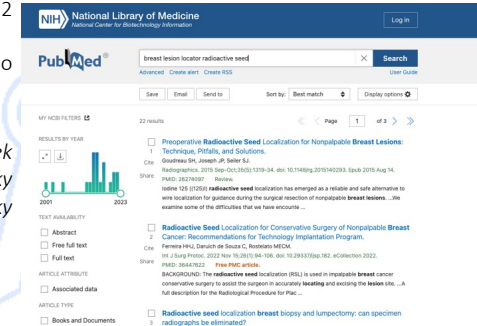 2
o
ek
ky
ky
NIH National Library of Medicine
National Center for Biotechnology Information
Log in
PubMed®
breast lesion locator radioactive seed
Search
Advanced Create alert Create RSS
User Guide
Save Email Send to
Sort by: Best match
Display options
MY NCBI FILTERS
22 results
Page 1 of 3
RESULTS BY YEAR
2001 2023
TEXT AVAILABILITY
Abstract
Free full text
Full text
ARTICLE ATTRIBUTE
Associated data
ARTICLE TYPE
Books and Documents
1
Cite
Share
Preoperative Radioactive Seed Localization for Nonpalpable Breast Lesions:
Technique, Pitfalls, and Solutions.
Goudreau SH, Joseph JP, Seiler SJ.
Radiographics. 2015 Sep-Oct;35(5):1319-34. doi: 10.1148/rg.2015140293. Epub 2015 Aug 14.
PMID: 26274097 Review.
Iodine 125 ((125)I) radioactive seed localization has emerged as a reliable and safe alternative to
wire localization for guidance during the surgical resection of nonpalpable breast lesions. ...We
examine some of the difficulties that we have encounte ...
2
Cite
Share
Radioactive Seed Localization for Conservative Surgery of Nonpalpable Breast
Cancer: Recommendations for Technology Implementation Program.
Ferreira HHJ, Daruich de Souza C, Rostelato MECM.
Int J Surg Protoc. 2022 Nov 15;26(1):94-106. doi: 10.29337/ijsp.182. eCollection 2022.
PMID: 36447622 Free PMC article.
BACKGROUND: The radioactive seed localization (RSL) is used in impalpable breast cancer
conservative surgery to assist the surgeon in accurately locating and excising the lesion site. ...A
full description for the Radiological Procedure for Plac ...
3
Radioactive seed localization breast biopsy and lumpectomy: can specimen
radiographs be eliminated?